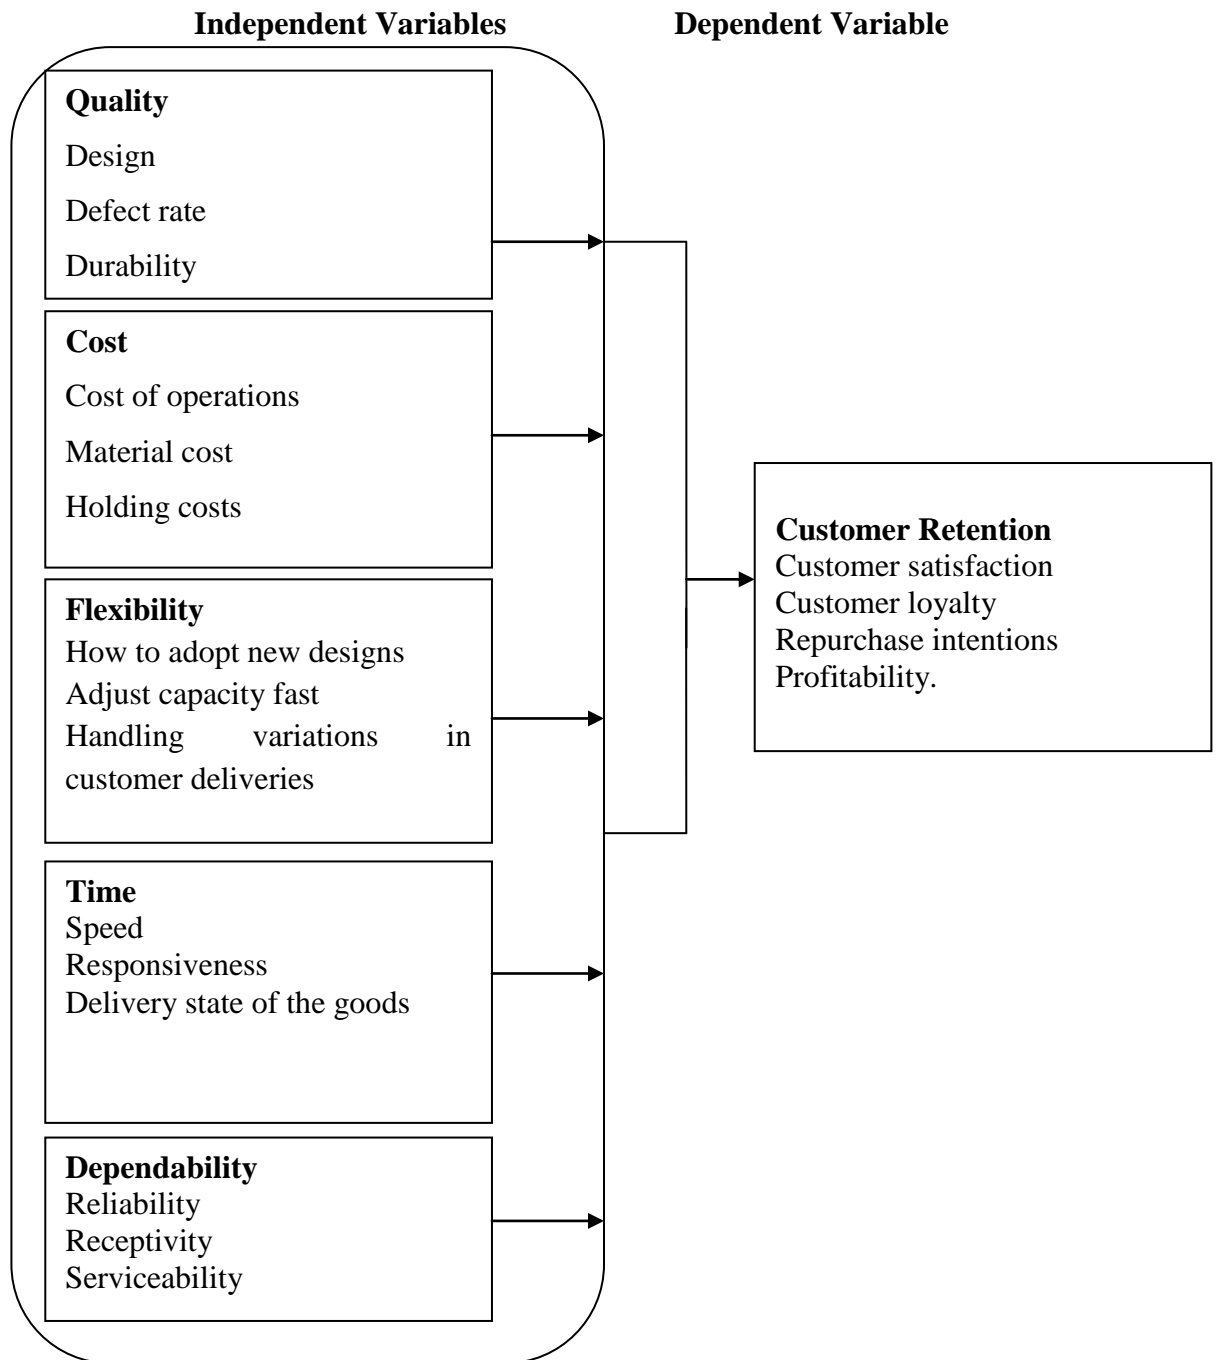 Independent Variables
Dependent Variable
Quality
Design
Defect rate
Durability
Cost
Cost of operations
Material cost
Holding costs
Flexibility
How to adopt new designs
Adjust capacity fast
Handling variations in
customer deliveries
Time
Speed
Responsiveness
Delivery state of the goods
Dependability
Reliability
Receptivity
Serviceability
Customer Retention
Customer satisfaction
Customer loyalty
Repurchase intentions
Profitability.